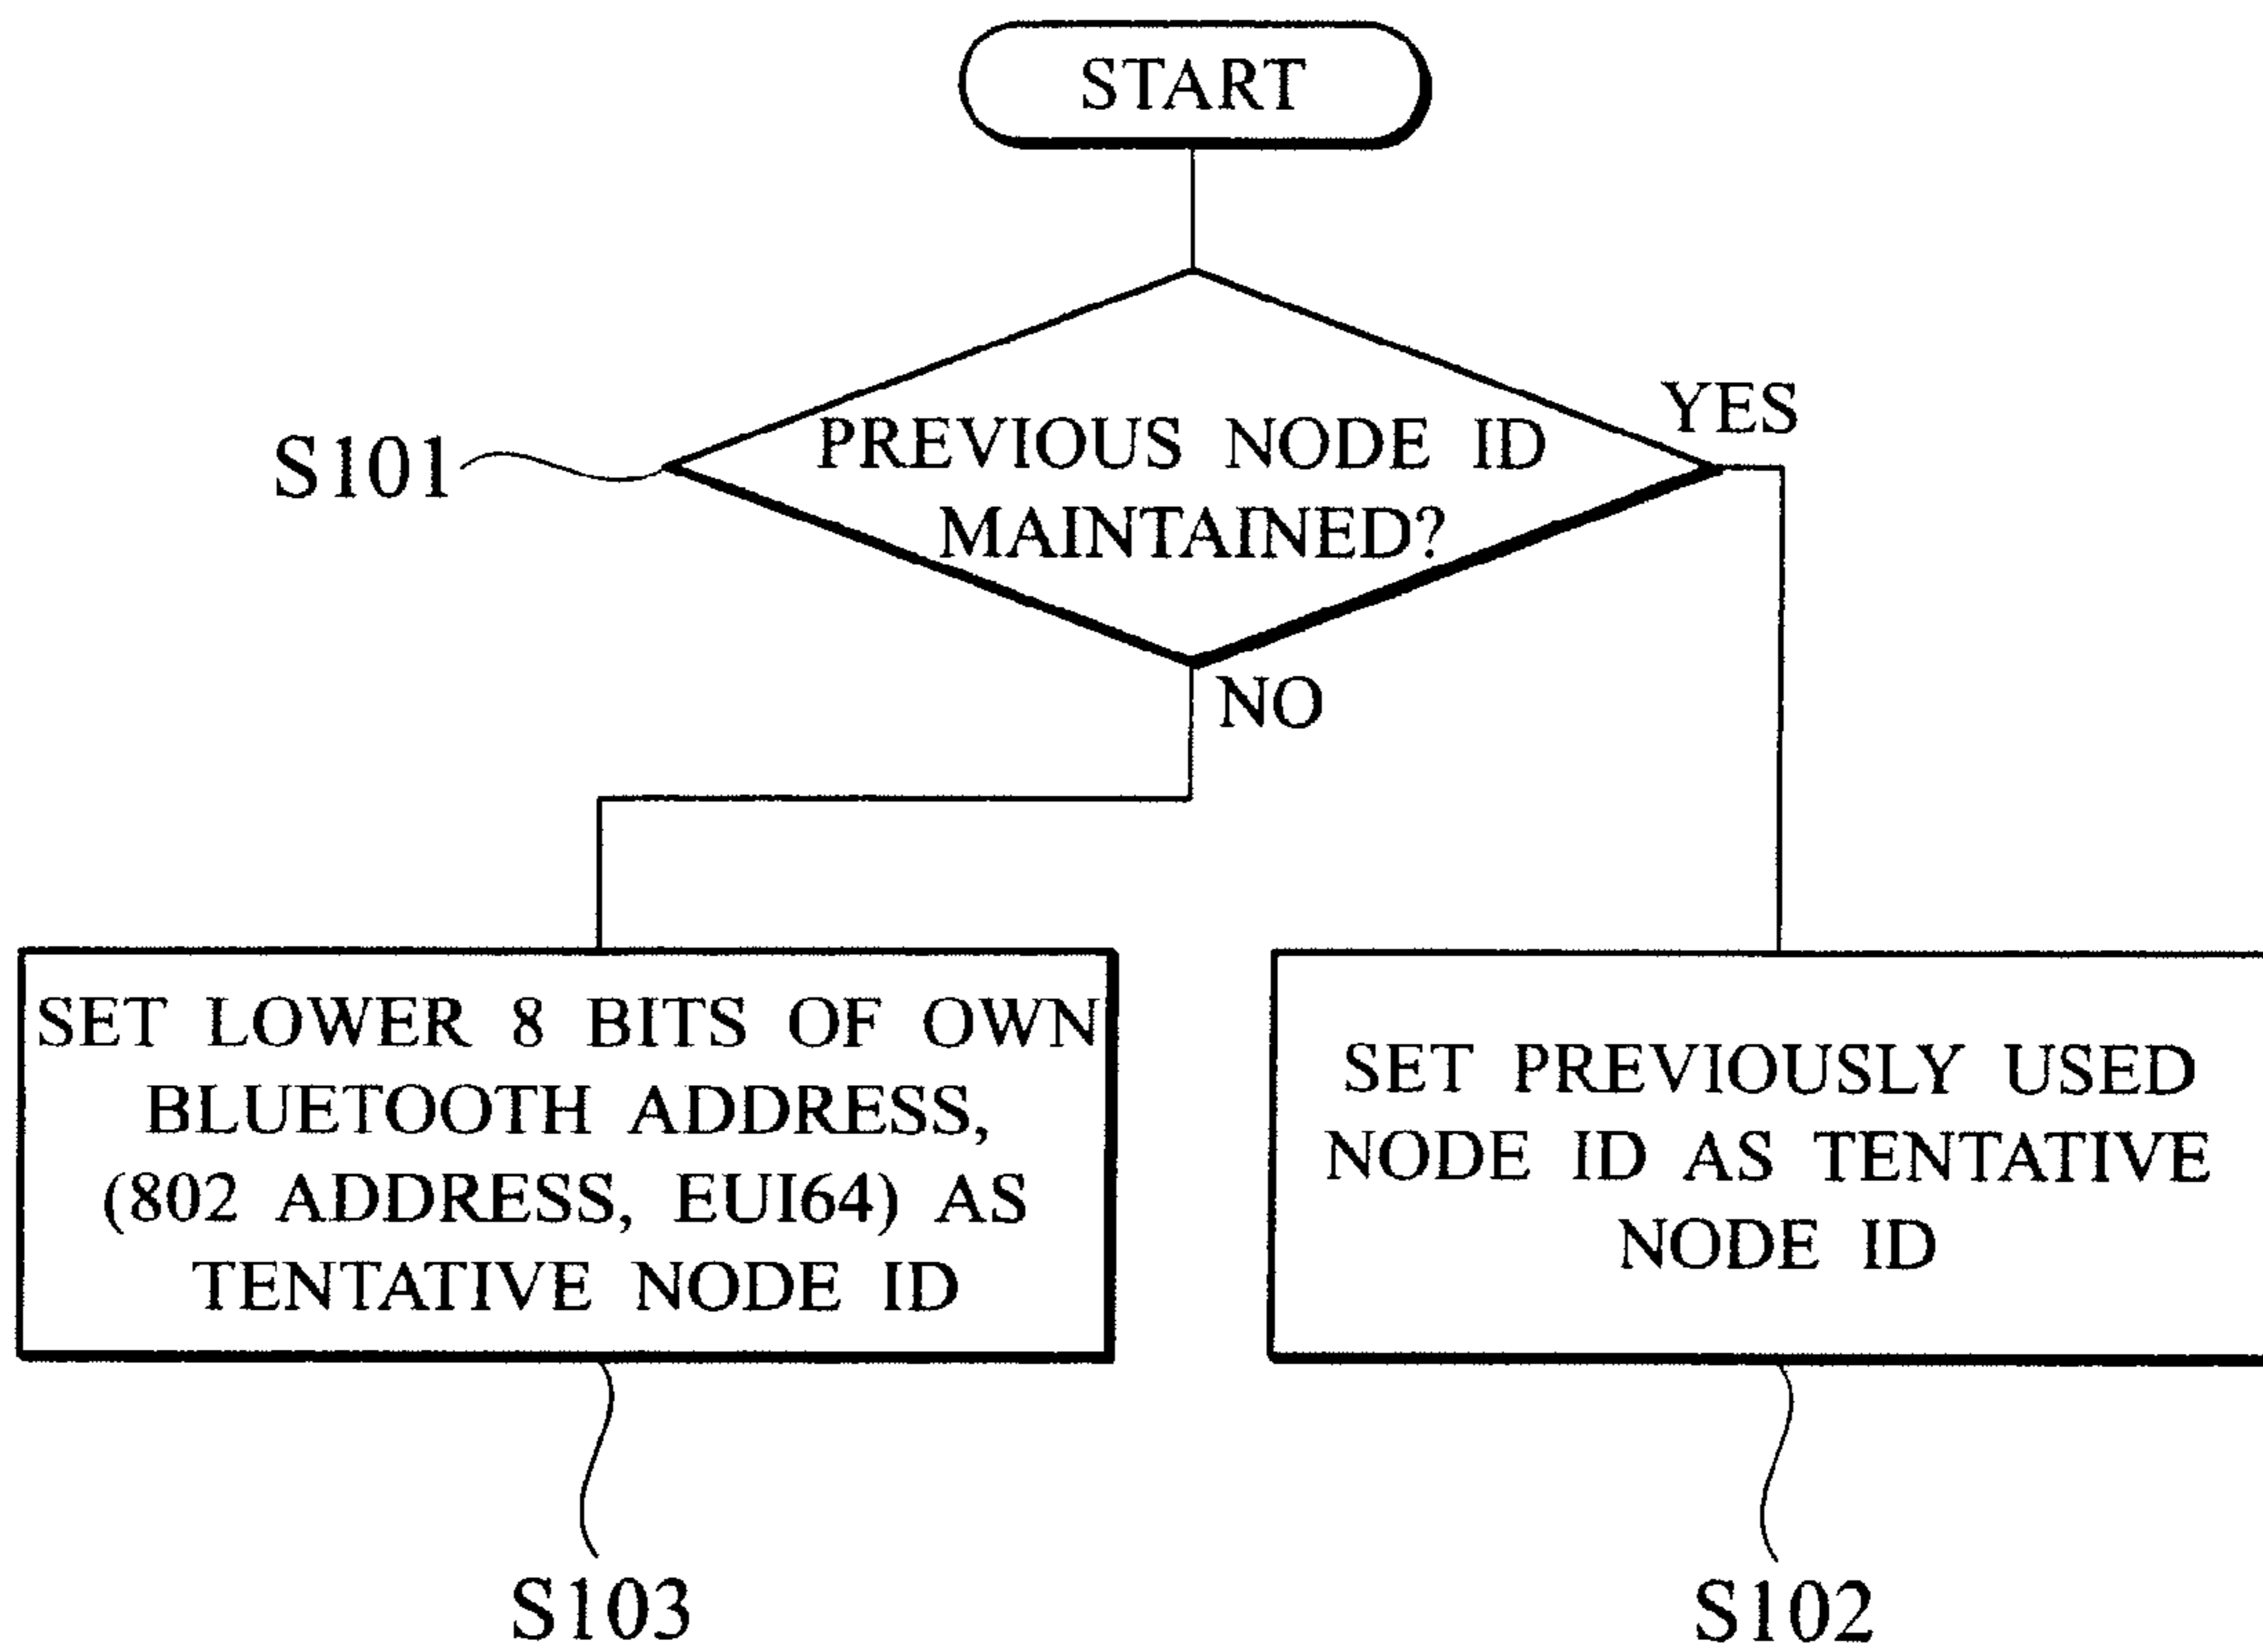 START
YES
S101
PREVIOUS NODE ID
MAINTAINED?
NO
SET LOWER 8 BITS OF OWN
BLUETOOTH ADDRESS,
(802 ADDRESS, EUI64) AS
TENTATIVE NODE ID
SET PREVIOUSLY USED
NODE ID AS TENTATIVE
NODE ID
S103
S102